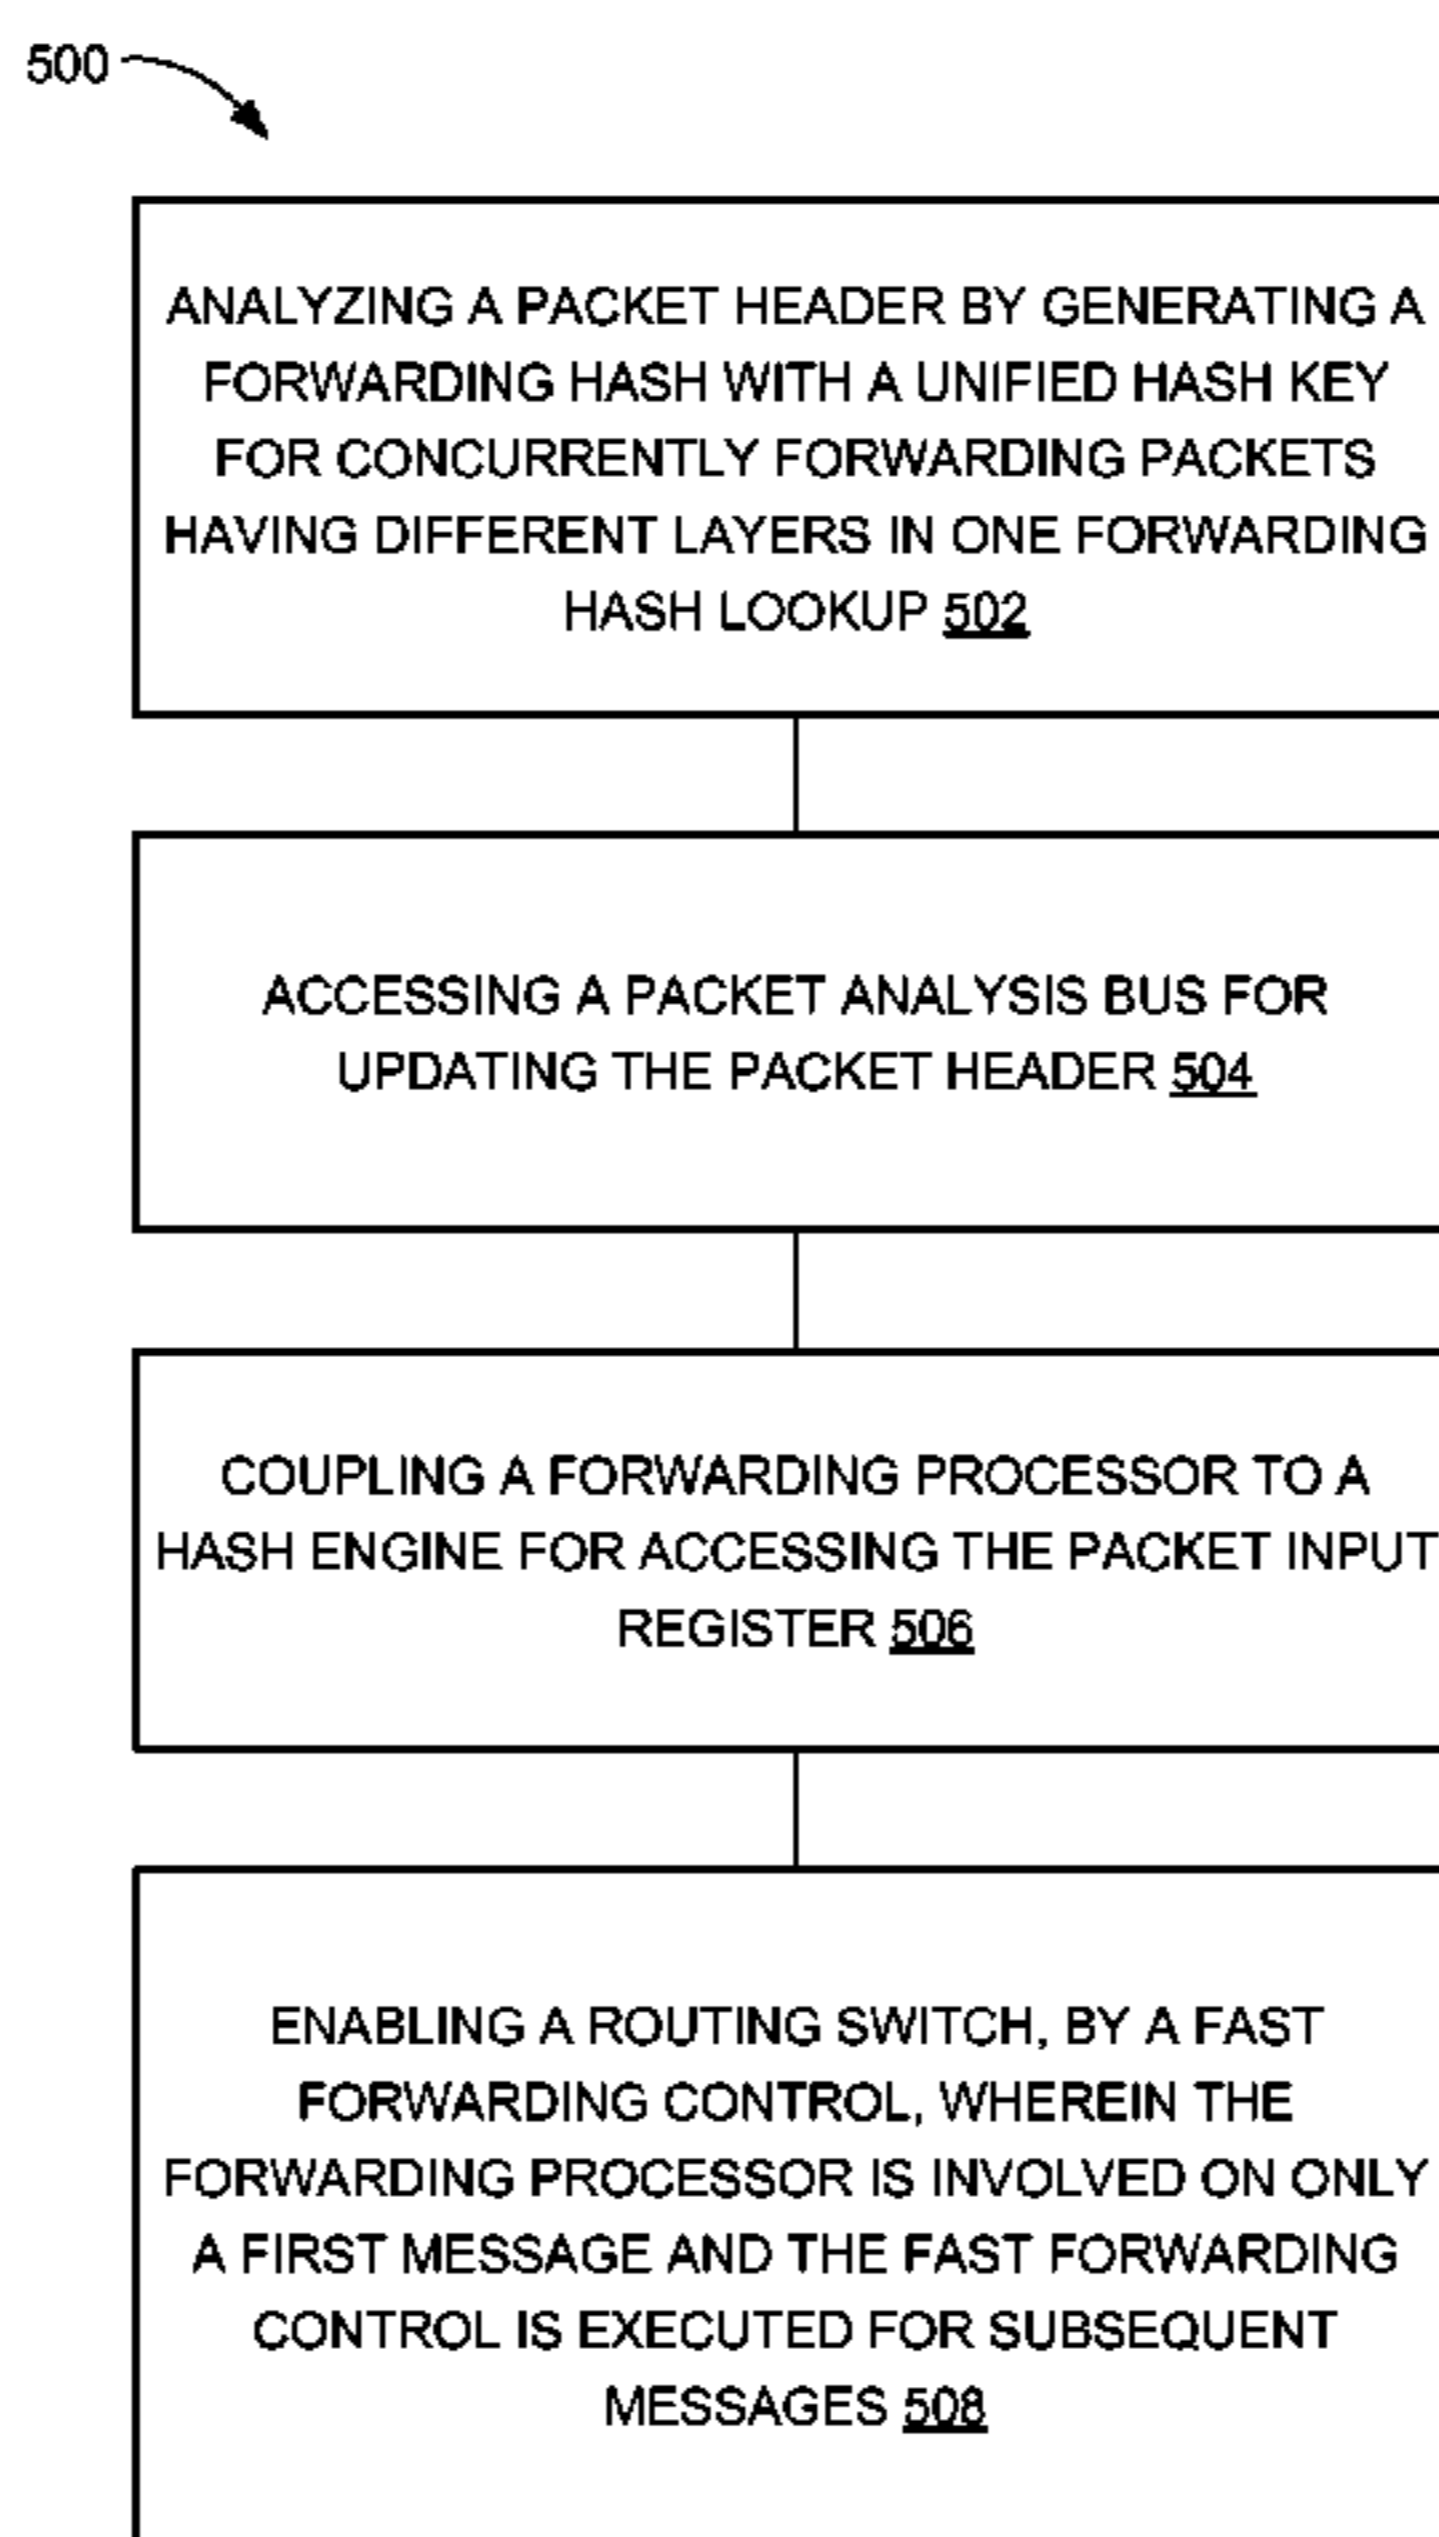 500
ANALYZING A PACKET HEADER BY GENERATING A
FORWARDING HASH WITH A UNIFIED HASH KEY
FOR CONCURRENTLY FORWARDING PACKETS
HAVING DIFFERENT LAYERS IN ONE FORWARDING
HASH LOOKUP 502
ACCESSING A PACKET ANALYSIS BUS FOR
UPDATING THE PACKET HEADER 504
COUPLING A FORWARDING PROCESSOR TO A
HASH ENGINE FOR ACCESSING THE PACKET INPUT
REGISTER 506
ENABLING A ROUTING SWITCH, BY A FAST
FORWARDING CONTROL, WHEREIN THE
FORWARDING PROCESSOR IS INVOLVED ON ONLY
A FIRST MESSAGE AND THE FAST FORWARDING
CONTROL IS EXECUTED FOR SUBSEQUENT
MESSAGES 508